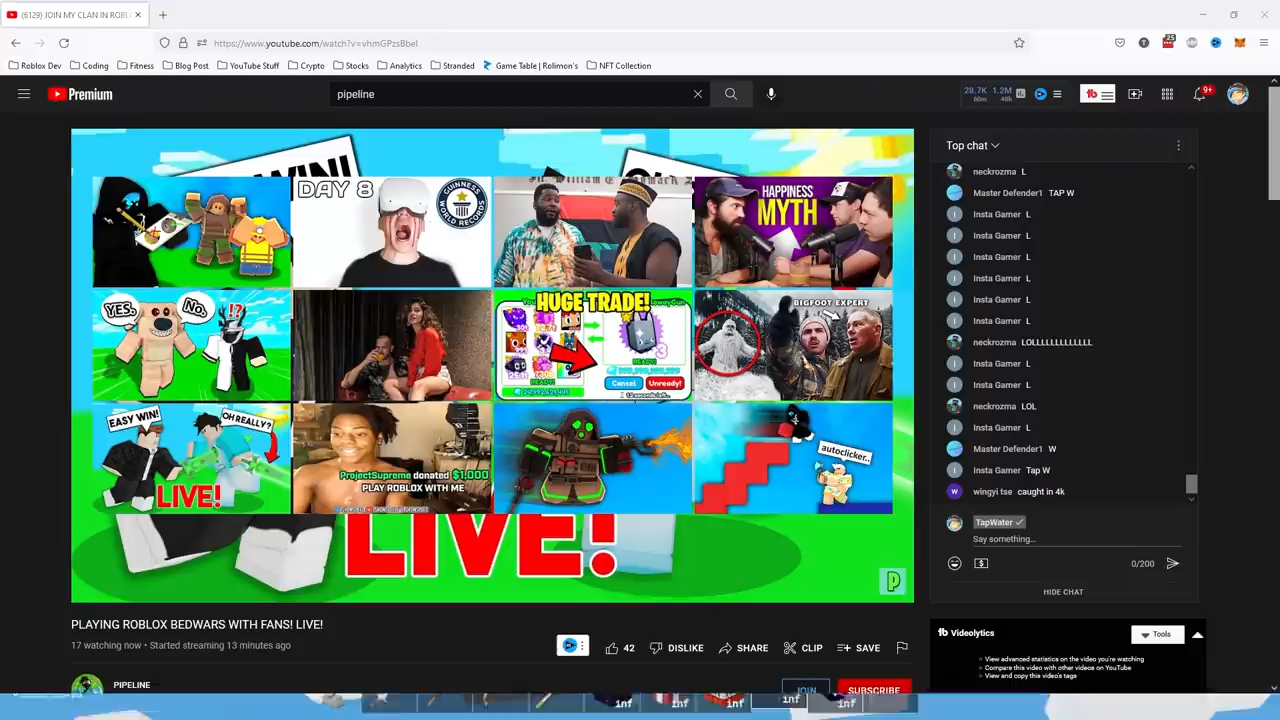 (6129) JOIN MY CLAN IN ROBL
https://www.youtube.com/watch?v=vhmGPzsBbeI
25
Roblox Dev
Coding
Fitness
Blog Post
YouTube Stuff
Crypto
Stocks
Analytics
Stranded
Game Table | Rolimon's
NFT Collection
Premium
pipeline
28.7K 1.2M
60m 48h
9+
DAY 8
GUINNESS
WORLD RECORDS
HAPPINESS
MYTH
YES.
NO.
!?
HUGE TRADE!
READY!
READY!
Cancel
Unready!
BIGFOOT EXPERT
EASY WIN!
OH REALLY?
LIVE!
ProjectSupreme donated $1,000
PLAY ROBLOX WITH ME
autoclicker..
LIVE!
Top chat
neckrozma L
Master Defender1 TAP W
Insta Gamer L
Insta Gamer L
Insta Gamer L
Insta Gamer L
Insta Gamer L
Insta Gamer L
neckrozma LOLLLLLLLLLLLL
Insta Gamer L
Insta Gamer L
neckrozma LOL
Insta Gamer L
Master Defender1 W
Insta Gamer Tap W
wingyi tse caught in 4k
TapWater
Say something...
0/200
HIDE CHAT
PLAYING ROBLOX BEDWARS WITH FANS! LIVE!
17 watching now • Started streaming 13 minutes ago
42
DISLIKE
SHARE
CLIP
SAVE
PIPELINE
JOIN
SUBSCRIBE
Videolytics
Tools
View advanced statistics on the video you're watching
Compare this video with other videos on YouTube
View and copy this video's tags
inf
inf
inf
inf
inf